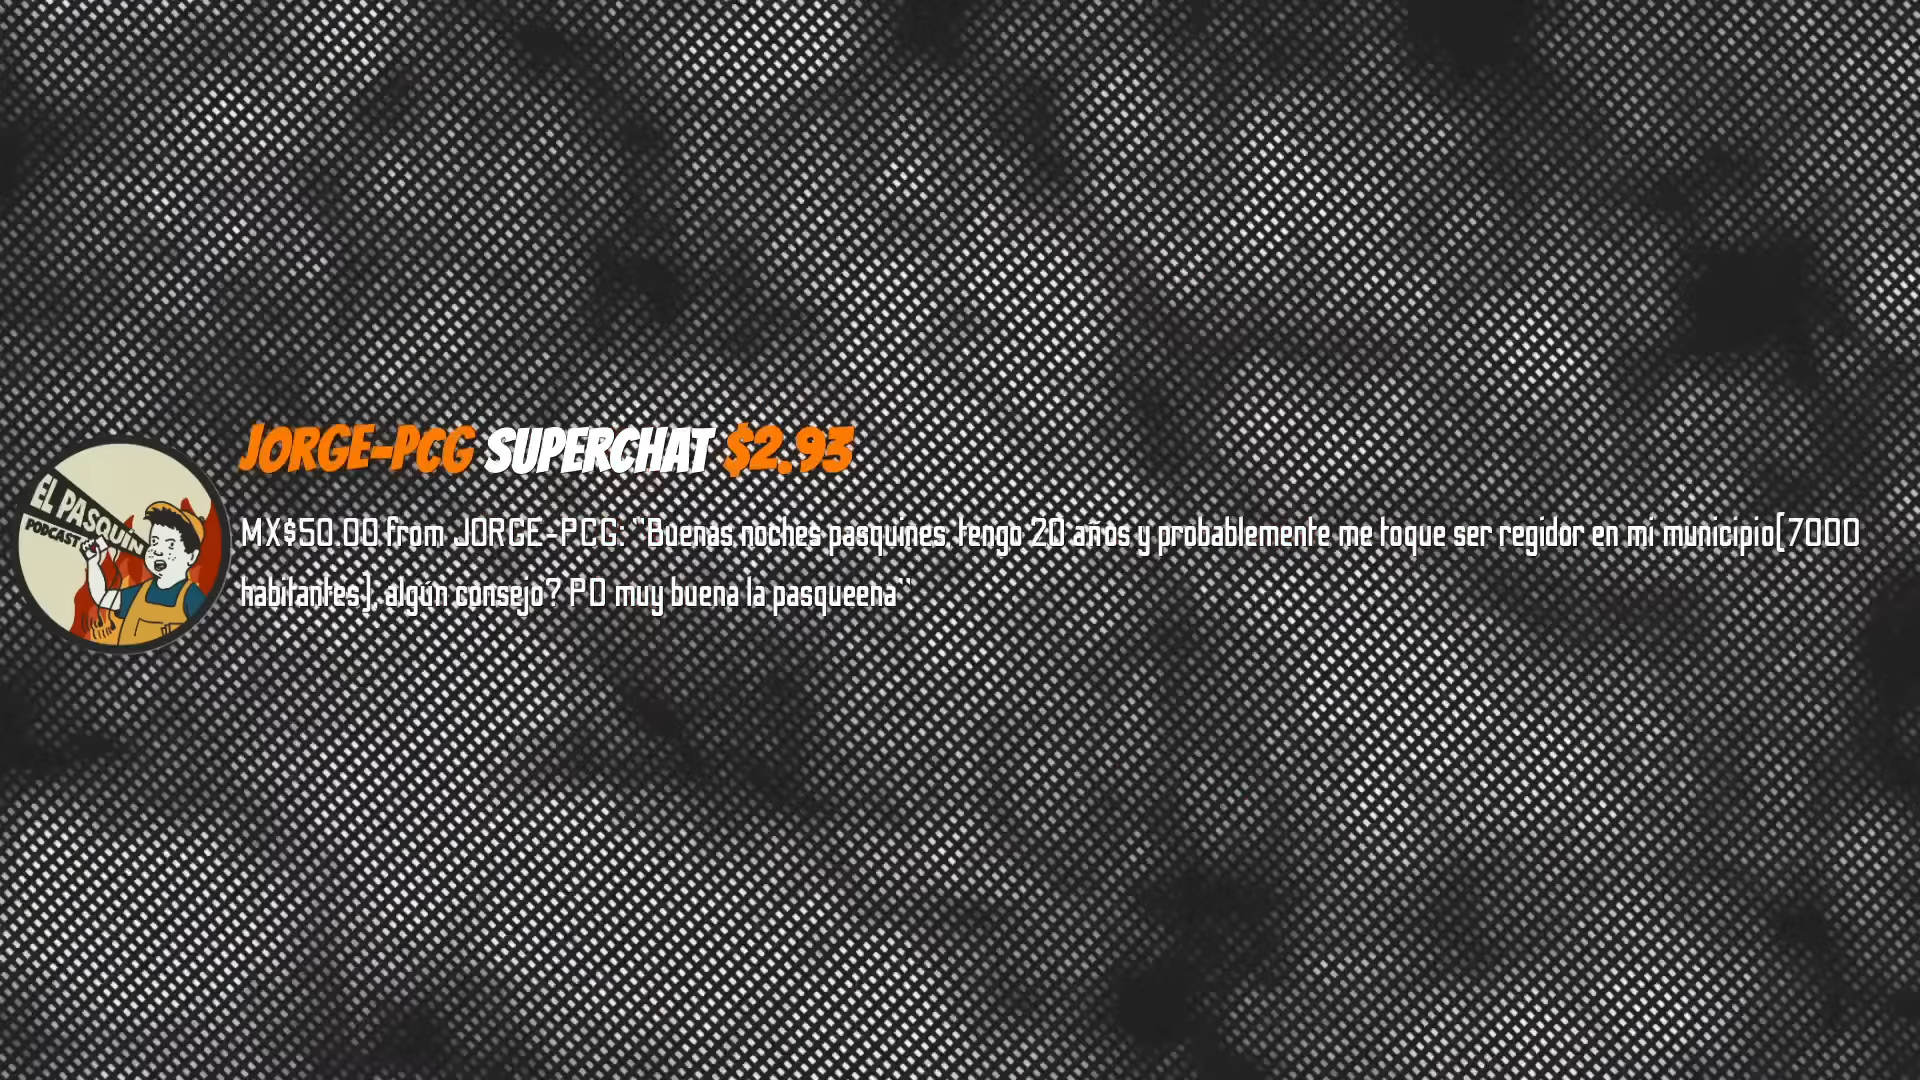 JORGE-PCG SUPERCHAT $2.93
EL PASQUIN
PODCAST
MX$50.00 from JORGE-PCG: "Buenas noches pasquines, tengo 20 años y probablemente me toque ser regidor en mi municipio(7000
habitantes), algún consejo? PD muy buena la pasqueena"